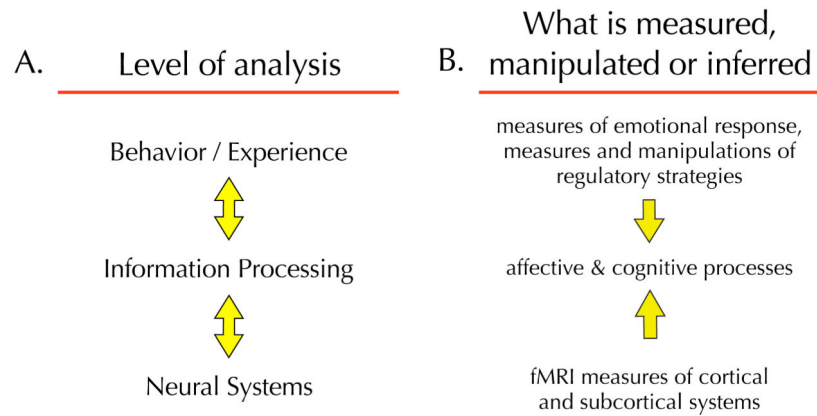 A.
Level of analysis
Behavior / Experience
Information Processing
Neural Systems
B.
What is measured,
manipulated or inferred
measures of emotional response,
measures and manipulations of
regulatory strategies
affective & cognitive processes
fMRI measures of cortical
and subcortical systems